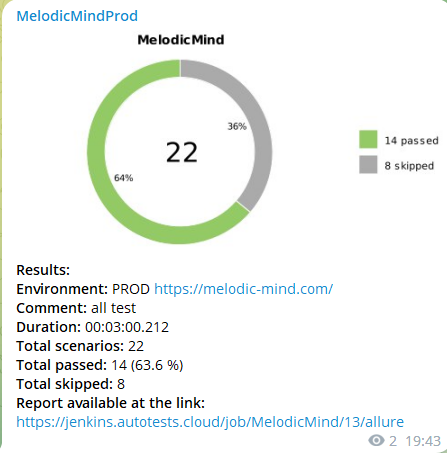 MelodicMindProd
MelodicMind
36%
22
64%
14 passed
8 skipped
Results:
Environment: PROD https://melodic-mind.com/
Comment: all test
Duration: 00:03:00.212
Total scenarios: 22
Total passed: 14 (63.6 %)
Total skipped: 8
Report available at the link:
https://jenkins.autotests.cloud/job/MelodicMind/13/allure
2 19:43